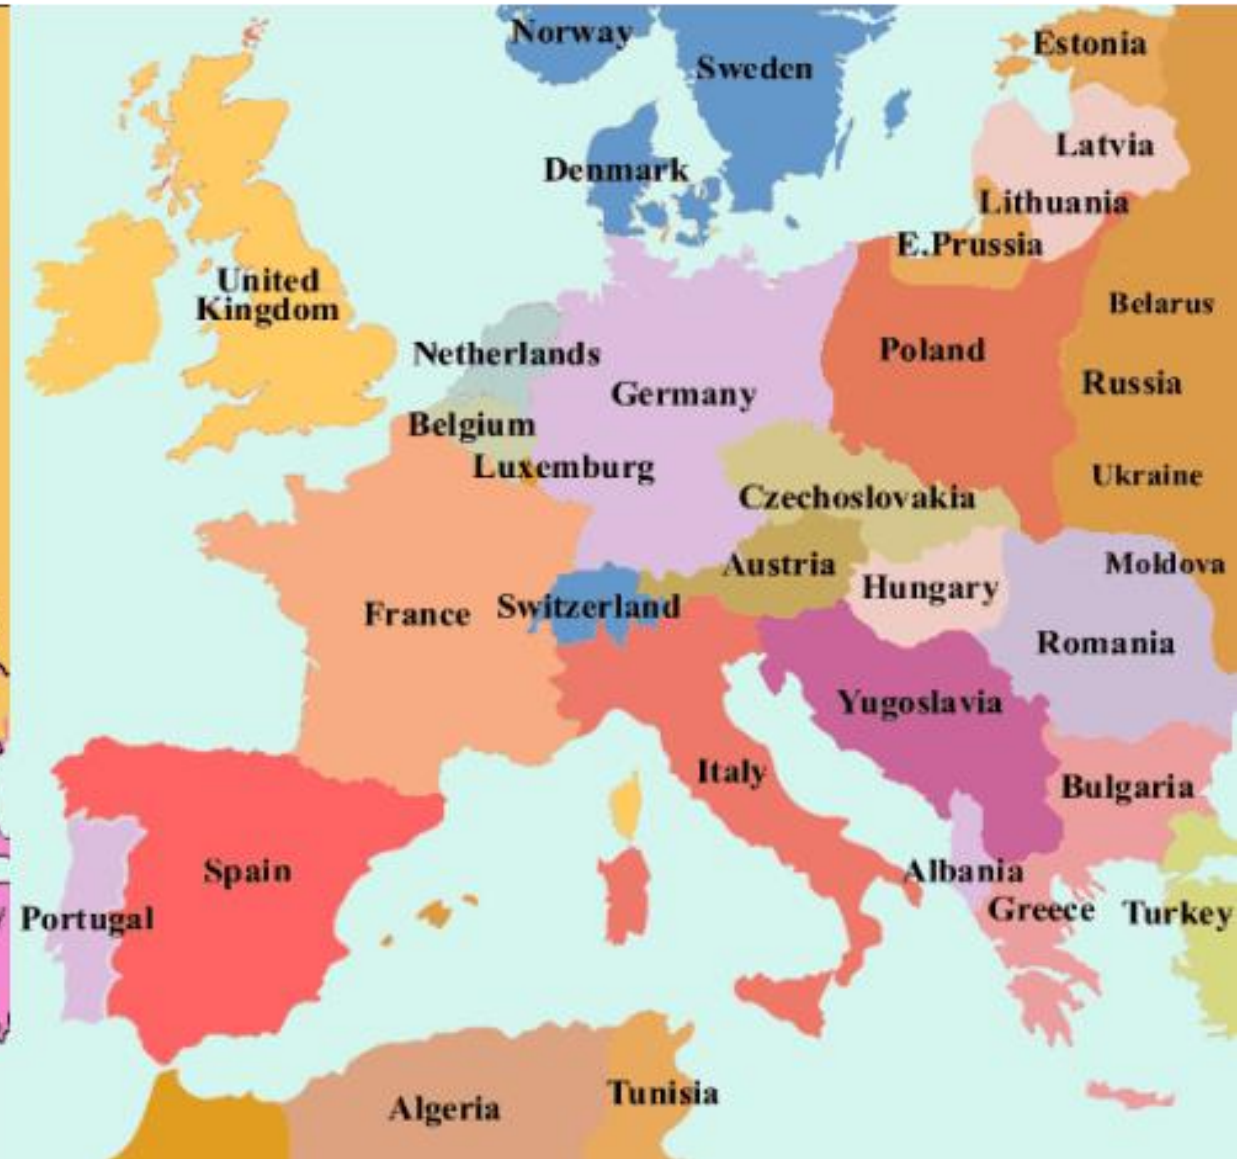 Norway
Sweden
Estonia
Latvia
Denmark
Lithuania
E.Prussia
United
Kingdom
Belarus
Netherlands
Poland
Germany
Russia
Belgium
Luxemburg
Ukraine
Czechoslovakia
Austria
Moldova
Hungary
France
Switzerland
Romania
Yugoslavia
Italy
Bulgaria
Spain
Albania
Greece
Turkey
Portugal
Algeria
Tunisia